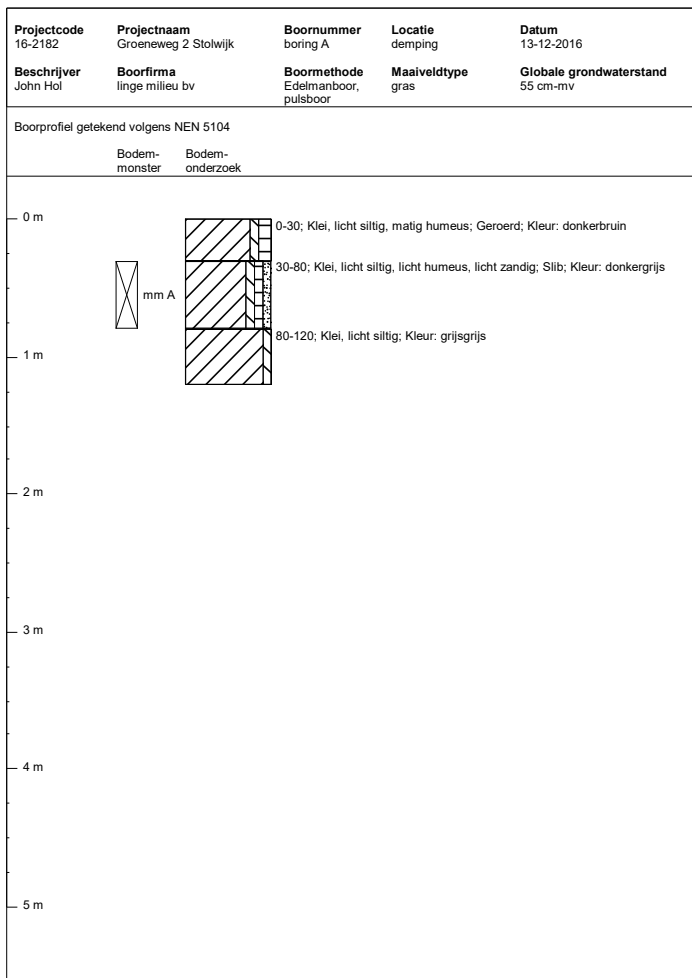 Projectcode Projectnaam Boornummer Locatie Datum
16-2182 Groeneweg 2 Stolwijk boring A demping 13-12-2016
Beschrijver Boorfirma Boormethode Maaiveldtype Globale grondwaterstand
John Hol linge milieu bv Edelmanboor, gras 55 cm-mv
pulsboor
Boorprofiel getekend volgens NEN 5104
Bodem- Bodem-
monster onderzoek
0 m
0-30; Klei, licht siltig, matig humeus; Geroerd; Kleur: donkerbruin
30-80; Klei, licht siltig, licht humeus, licht zandig; Slib; Kleur: donkergrijs
mm A
80-120; Klei, licht siltig; Kleur: grijsgrijs
1 m
2 m
3 m
4 m
5 m